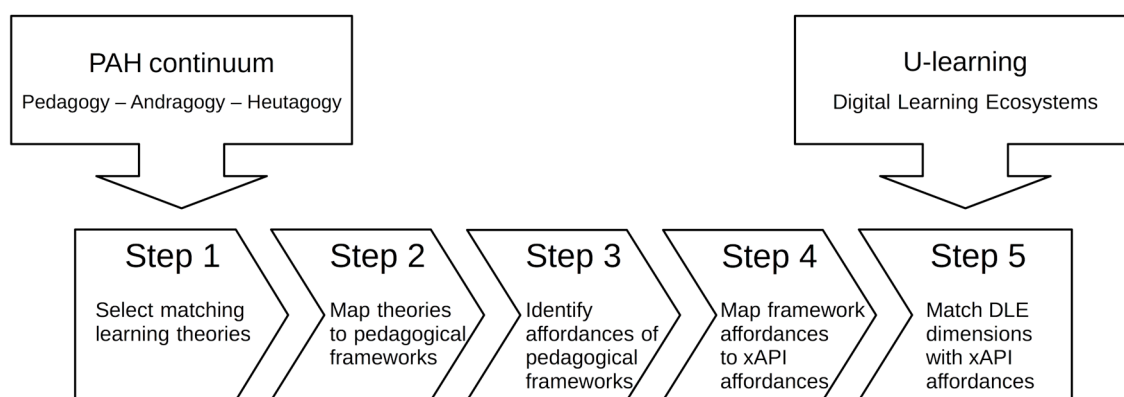 PAH continuum
Pedagogy – Andragogy – Heutagogy
U-learning
Digital Learning Ecosystems
Step 1
Select matching
learning theories
Step 2
Map theories
to pedagogical
frameworks
Step 3
Identify
affordances of
pedagogical
frameworks
Step 4
Map framework
affordances
to xAPI
affordances
Step 5
Match DLE
dimensions
with xAPI
affordances